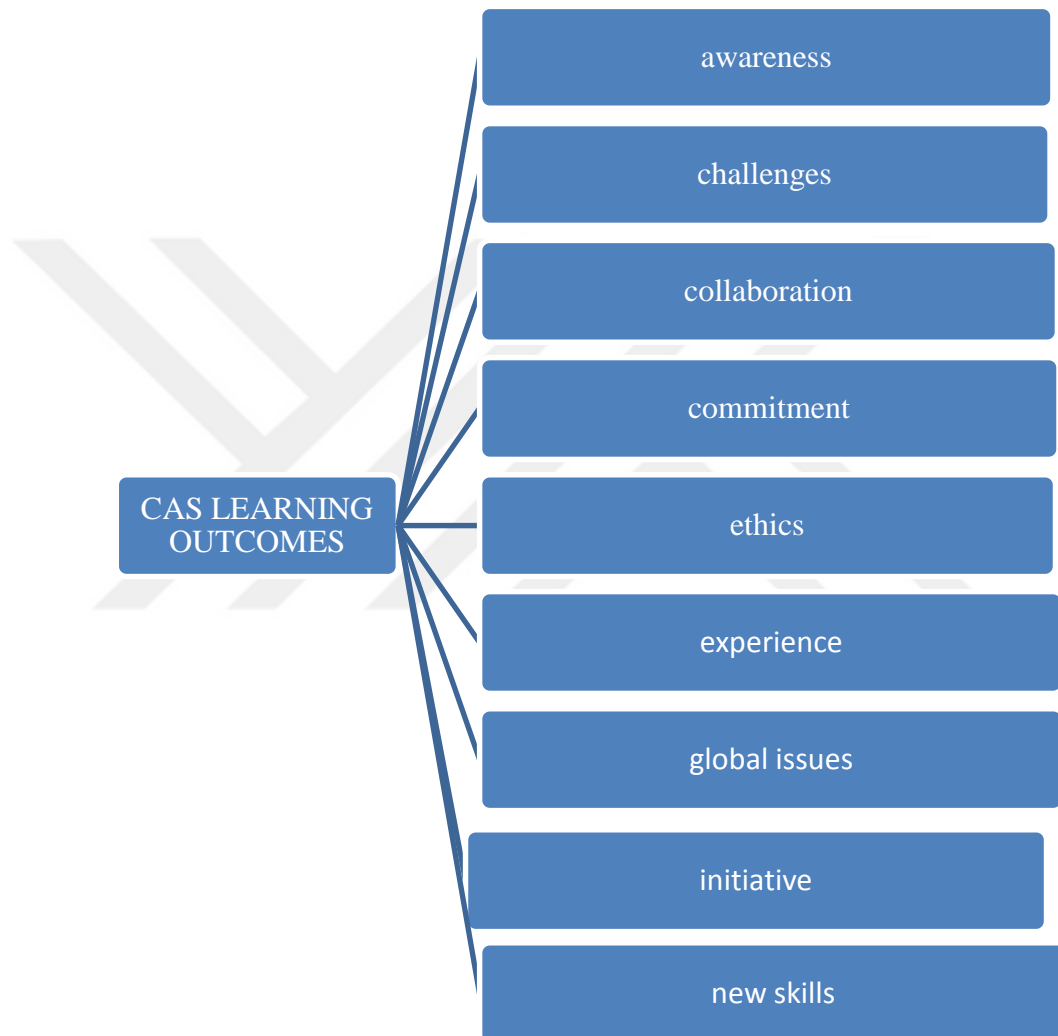 awareness
challenges
collaboration
commitment
CAS LEARNING
OUTCOMES
ethics
experience
global issues
initiative
new skills